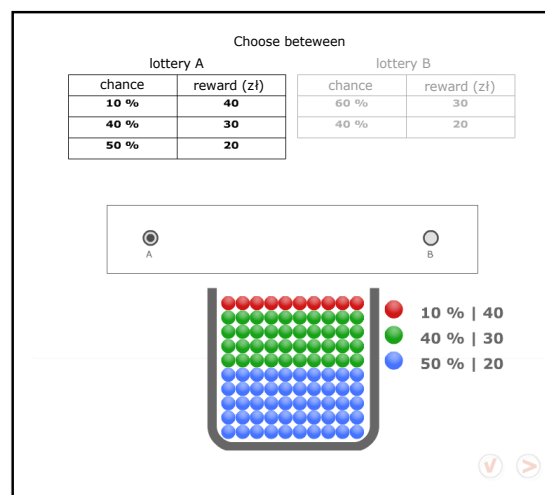 Choose beteween
lottery A
lottery B
chance reward (zł)
10 % 40
40 % 30
50 % 20
chance reward (zł)
60 % 30
40 % 20
A
B
10 % | 40
40 % | 30
50 % | 20